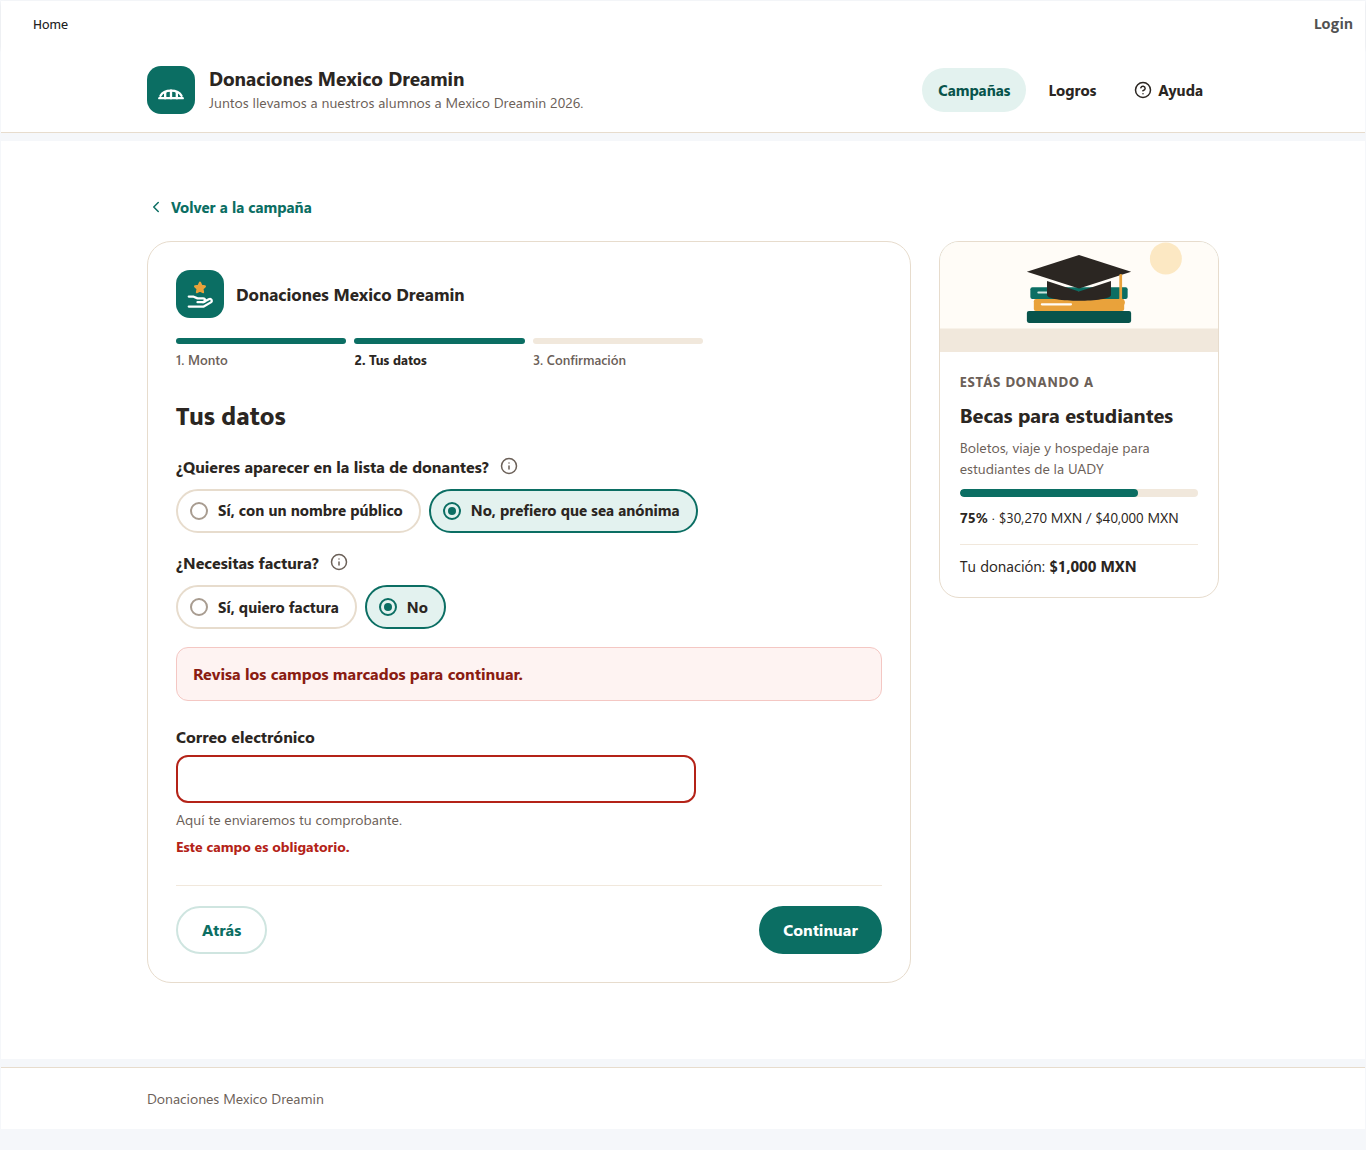 Home
Login
Donaciones Mexico Dreamin
Juntos llevamos a nuestros alumnos a Mexico Dreamin 2026.
Campañas
Logros
Ayuda
Volver a la campaña
Donaciones Mexico Dreamin
1. Monto
2. Tus datos
3. Confirmación
Tus datos
¿Quieres aparecer en la lista de donantes?
Sí, con un nombre público
No, prefiero que sea anónima
¿Necesitas factura?
Sí, quiero factura
No
Revisa los campos marcados para continuar.
Correo electrónico
Aquí te enviaremos tu comprobante.
Este campo es obligatorio.
Atrás
Continuar
ESTÁS DONANDO A
Becas para estudiantes
Boletos, viaje y hospedaje para
estudiantes de la UADY
75% · $30,270 MXN / $40,000 MXN
Tu donación: $1,000 MXN
Donaciones Mexico Dreamin